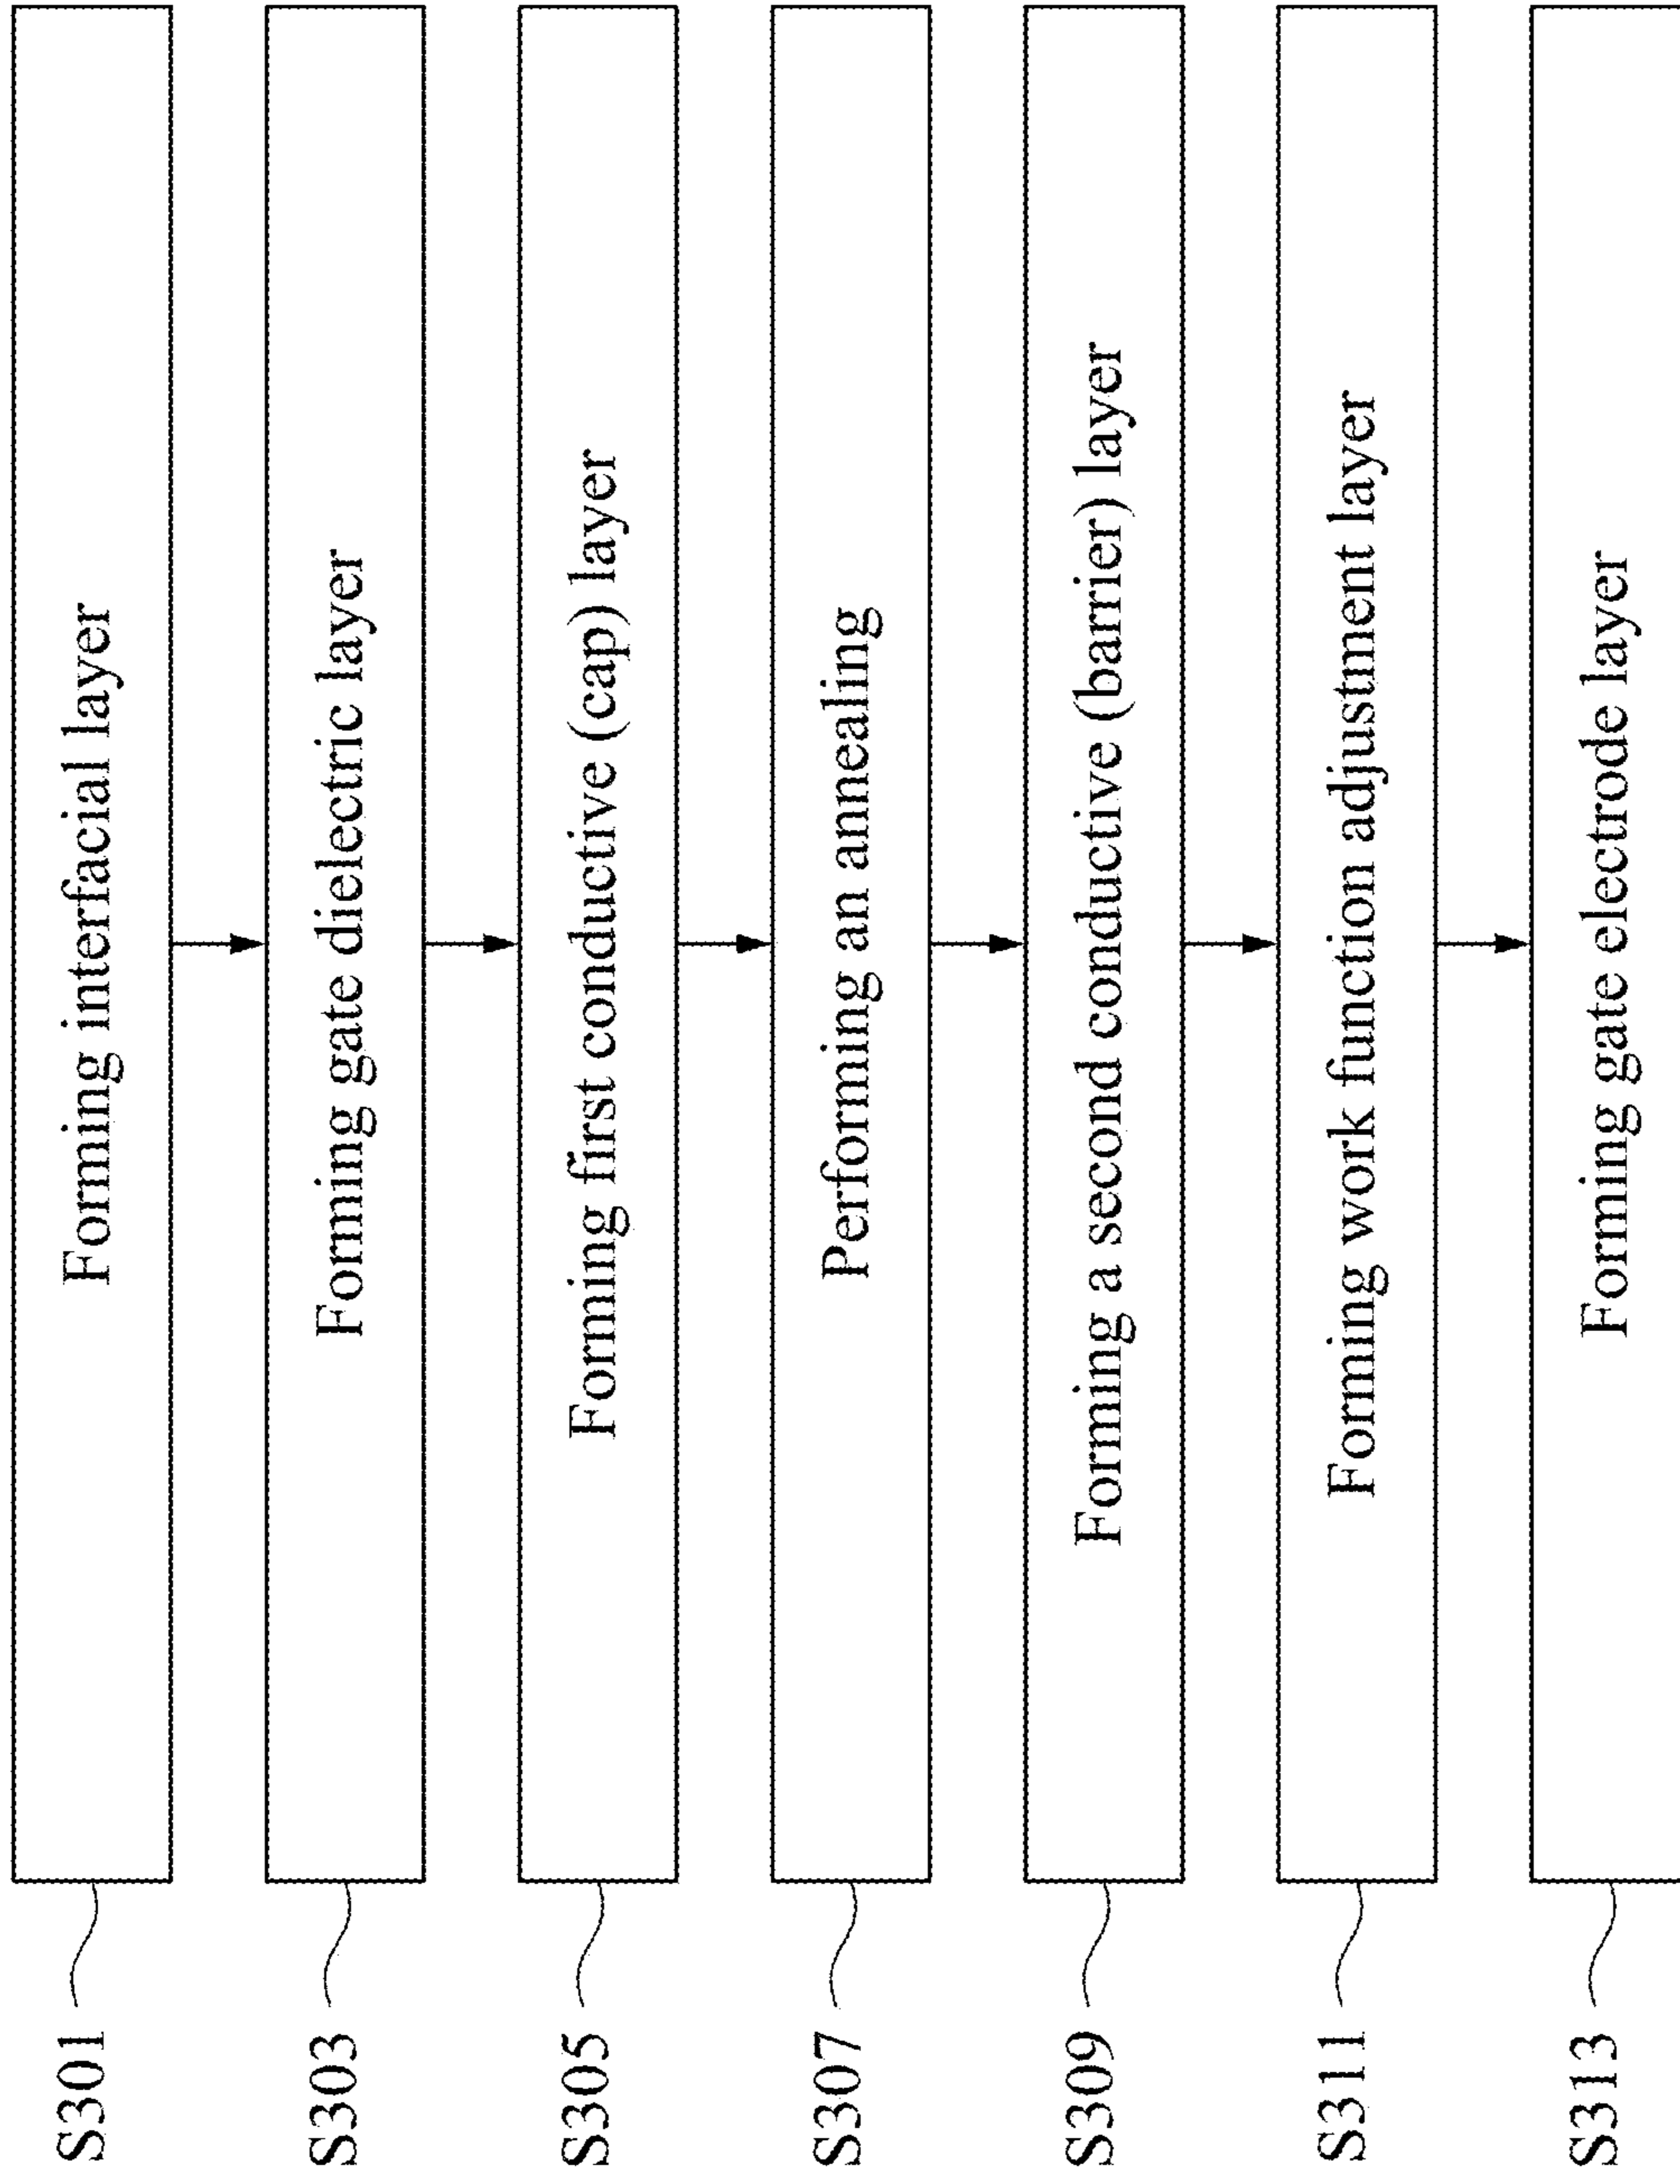 S301 Forming interfacial layer
S303 Forming gate dielectric layer
S305 Forming first conductive (cap) layer
S307 Performing an annealing
S309 Forming a second conductive (barrier) layer
S311 Forming work function adjustment layer
S313 Forming gate electrode layer